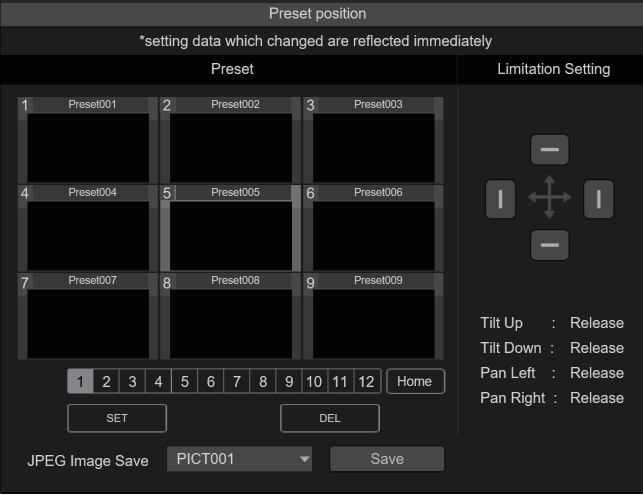 Preset position
*setting data which changed are reflected immediately
Preset
Limitation Setting
1 Preset001 2 Preset002 3 Preset003
4 Preset004 5 Preset005 6 Preset006
7 Preset007 8 Preset008 9 Preset009
1 2 3 4 5 6 7 8 9 10 11 12 Home
SET DEL
JPEG Image Save PICT001 Save
Tilt Up : Release
Tilt Down : Release
Pan Left : Release
Pan Right : Release